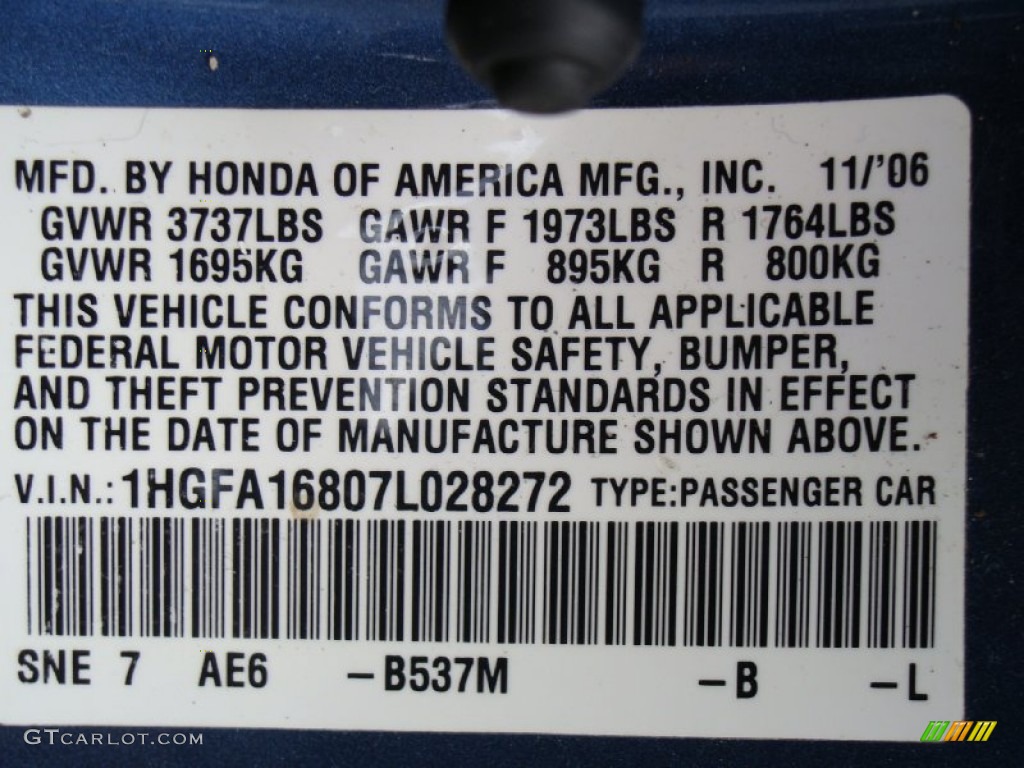 MFD. BY HONDA OF AMERICA MFG., INC. 11/'06
GVWR 3737LBS GAWR F 1973LBS R 1764LBS
GVWR 1695KG GAWR F 895KG R 800KG
THIS VEHICLE CONFORMS TO ALL APPLICABLE
FEDERAL MOTOR VEHICLE SAFETY, BUMPER,
AND THEFT PREVENTION STANDARDS IN EFFECT
ON THE DATE OF MANUFACTURE SHOWN ABOVE.
V.I.N.: 1HGFA16807L028272 TYPE:PASSENGER CAR
SNE 7 AE6 -B537M -B -L
GTCARLOT.COM